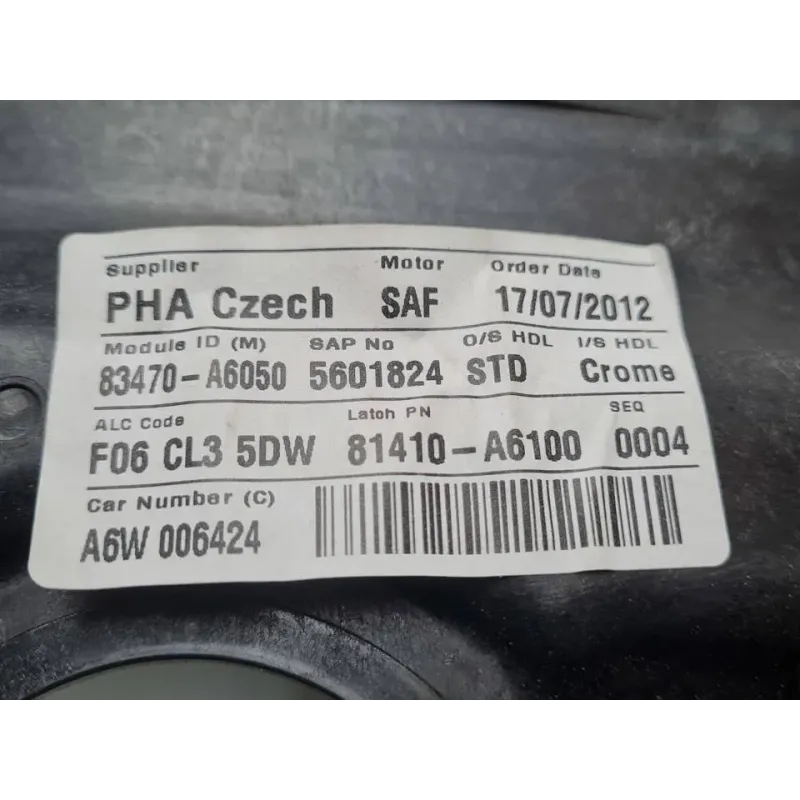 Supplier Motor Order Date
PHA Czech SAF 17/07/2012
Module ID (M) SAP No O/S HDL I/S HDL
83470-A6050 5601824 STD Crome
ALC Code Latch PN SEQ
F06 CL3 5DW 81410-A6100 0004
Car Number (C)
A6W 006424